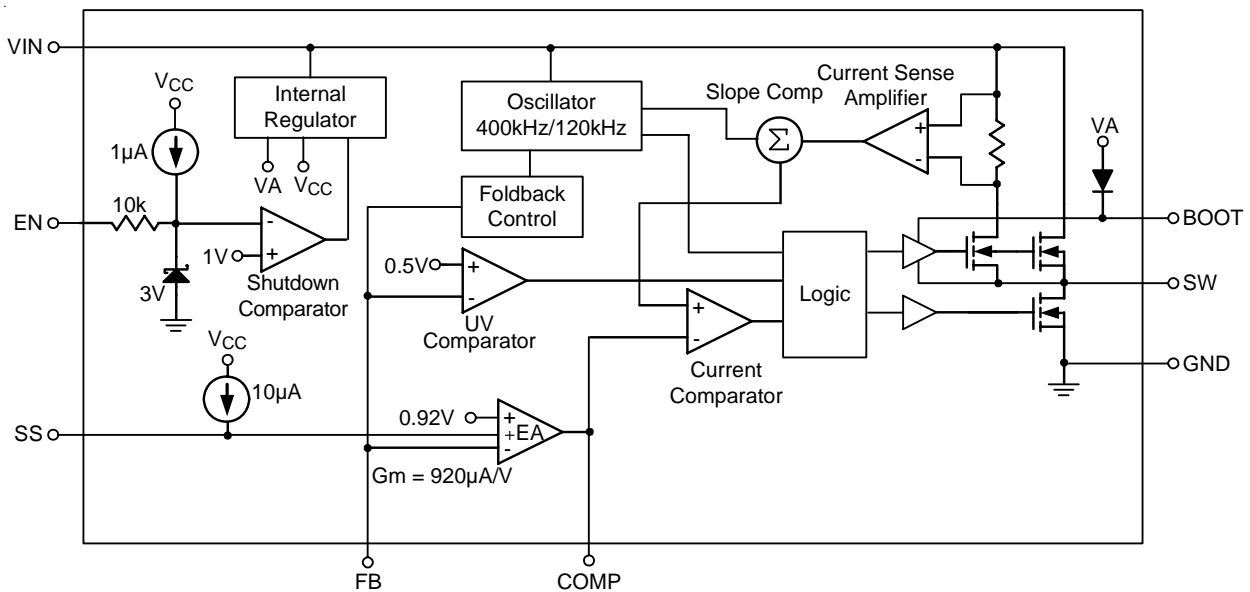 VIN
VCC
1µA
Internal
Regulator
VA
VCC
Oscillator
400kHz/120kHz
Foldback
Control
Slope Comp
Σ
Current Sense
Amplifier
+
-
VA
BOOT
EN
10k
3V
1V
-
+
Shutdown
Comparator
0.5V
+
-
UV
Comparator
+
-
Current
Comparator
Logic
SW
GND
VCC
10µA
SS
0.92V
+
+EA
-
Gm = 920µA/V
FB
COMP